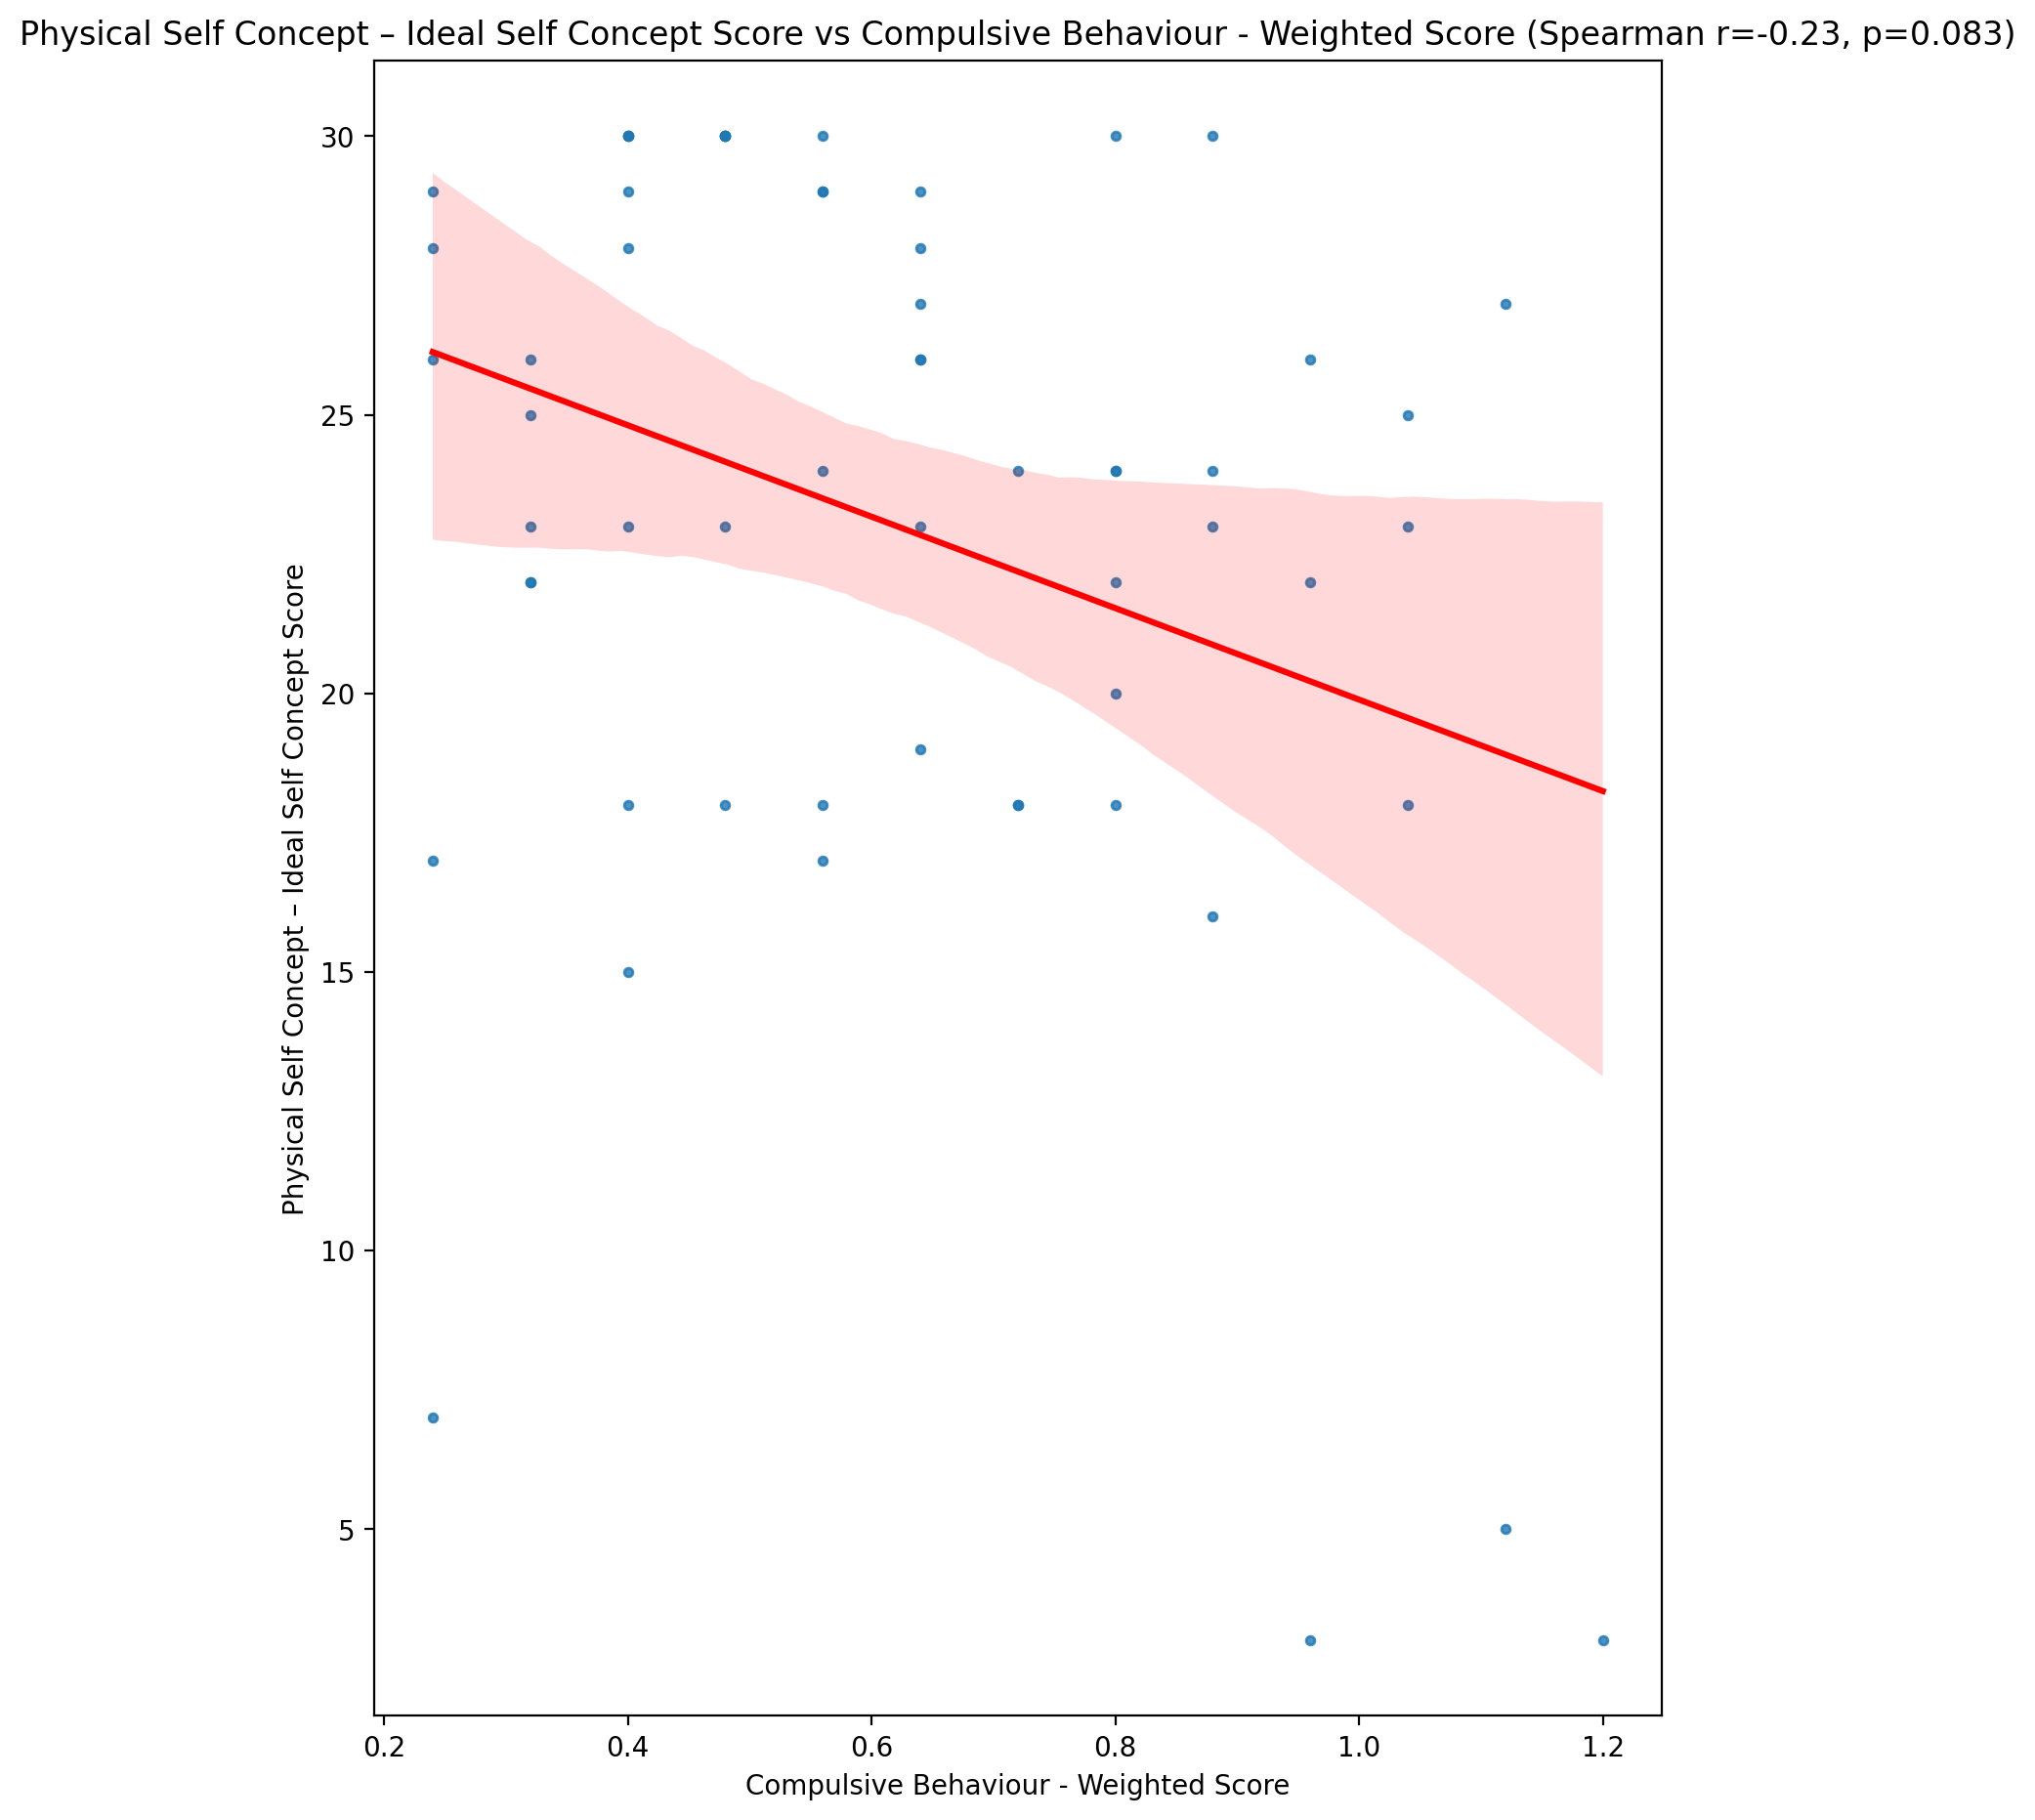 Physical Self Concept – Ideal Self Concept Score vs Compulsive Behaviour - Weighted Score (Spearman r=-0.23, p=0.083)
Physical Self Concept – Ideal Self Concept Score
30
25
20
15
10
5
0.2 0.4 0.6 0.8 1.0 1.2
Compulsive Behaviour - Weighted Score